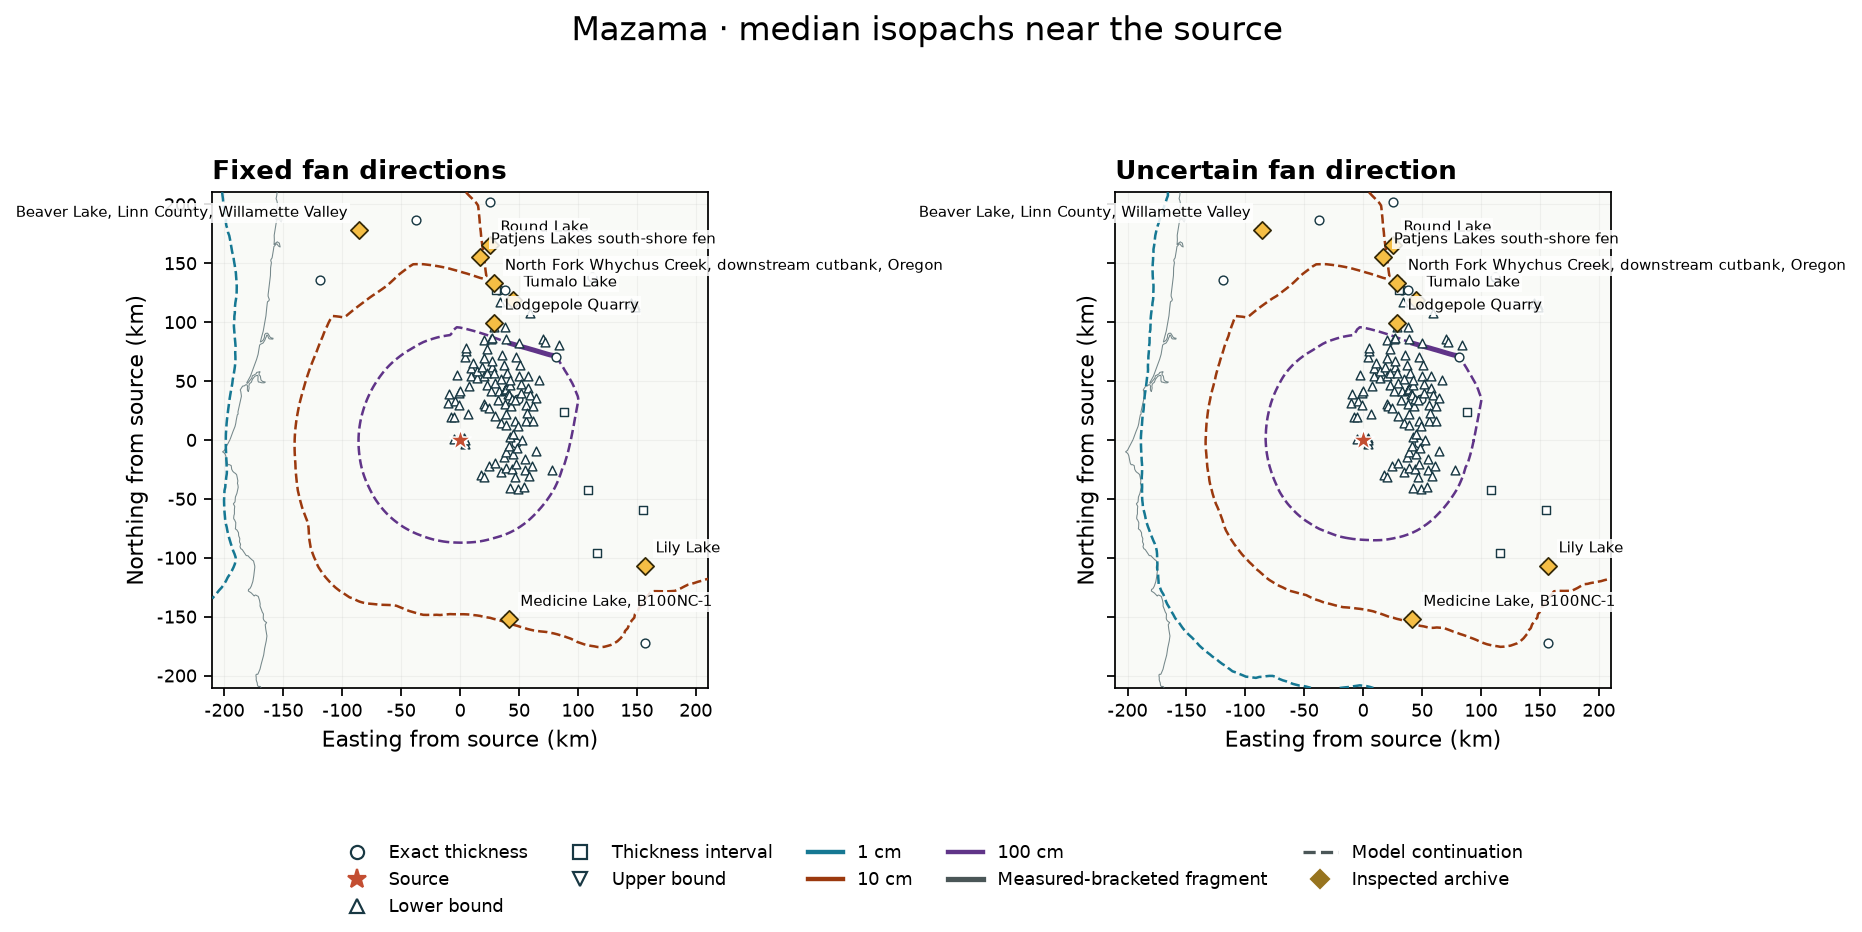 Mazama · median isopachs near the source
Fixed fan directions
Uncertain fan direction
Beaver Lake, Linn County, Willamette Valley
Round Lake
Patjens Lakes south-shore fen
North Fork Whychus Creek, downstream cutbank, Oregon
Tumalo Lake
Lodgepole Quarry
Lily Lake
Medicine Lake, B100NC-1
150
100
50
0
-50
-100
-150
-200
Northing from source (km)
-200 -150 -100 -50 0 50 100 150 200
Easting from source (km)
Beaver Lake, Linn County, Willamette Valley
Round Lake
Patjens Lakes south-shore fen
North Fork Whychus Creek, downstream cutbank, Oregon
Tumalo Lake
Lodgepole Quarry
Lily Lake
Medicine Lake, B100NC-1
Northing from source (km)
-200 -150 -100 -50 0 50 100 150 200
Easting from source (km)
Exact thickness
Source
Lower bound
Thickness interval
Upper bound
1 cm
10 cm
100 cm
Measured-bracketed fragment
Model continuation
Inspected archive